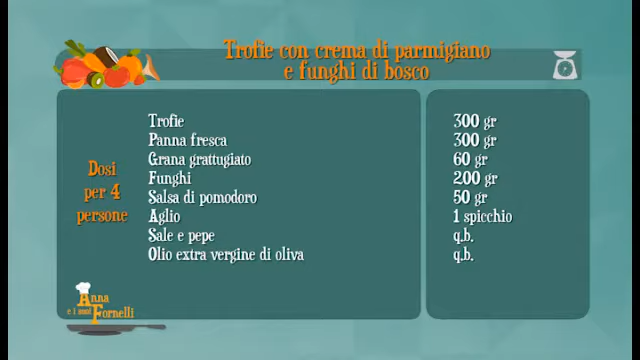 Trofie con crema di parmigiano
e funghi di bosco
Dosi
per 4
persone
Trofie 300 gr
Panna fresca 300 gr
Grana grattugiato 60 gr
Funghi 200 gr
Salsa di pomodoro 50 gr
Aglio 1 spicchio
Sale e pepe q.b.
Olio extra vergine di oliva q.b.
Anna
e i suoi
Fornelli